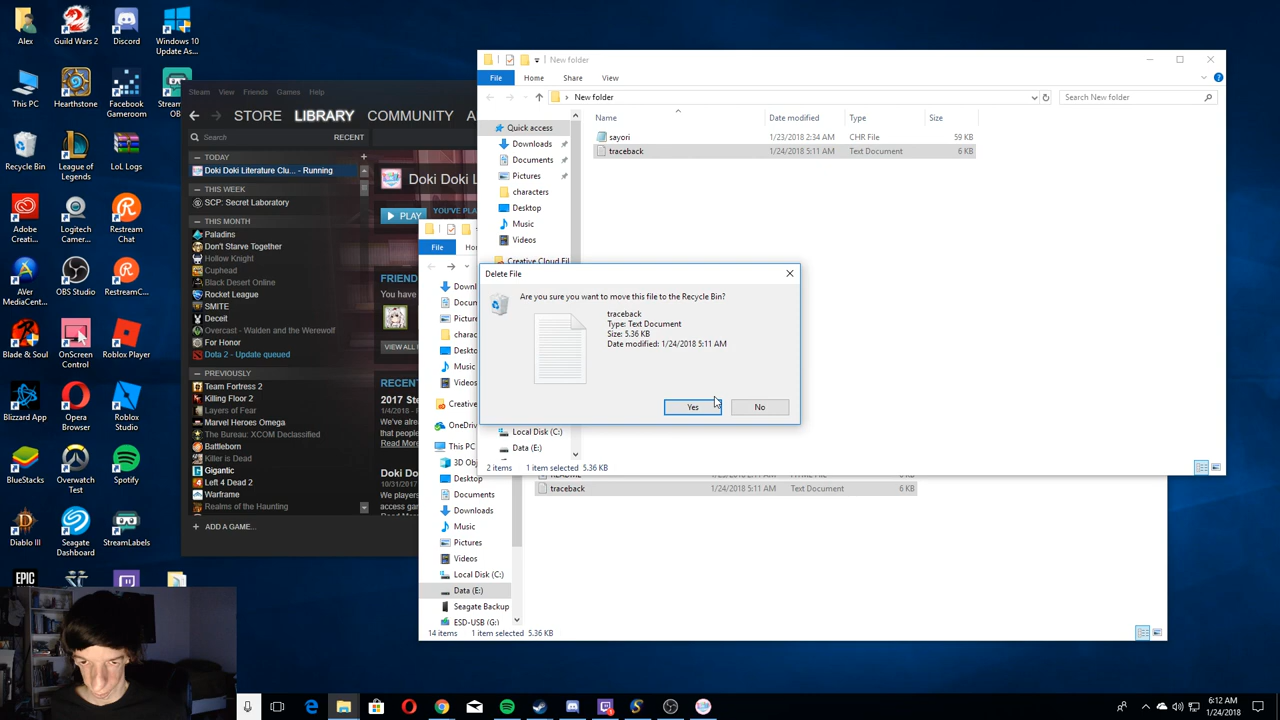 Alex
Guild Wars 2
Discord
Windows 10
Update As...
This PC
Hearthstone
Facebook
Gameroom
Recycle Bin
League of
Legends
LoL Logs
Adobe
Creati...
Logitech
Camer...
Restream
Chat
AVer
MediaCent...
OBS Studio
RestreamC...
Blade & Soul
OnScreen
Control
Roblox Player
Blizzard App
Opera
Browser
Roblox Studio
BlueStacks
Overwatch
Test
Spotify
Diablo III
Seagate
Dashboard
StreamLabels
EPIC
Steam View Friends Games Help
STORE LIBRARY COMMUNITY
Search RECENT
TODAY
Doki Doki Literature Clu... - Running
THIS WEEK
SCP: Secret Laboratory
THIS MONTH
Paladins
Don't Starve Together
Hollow Knight
Cuphead
Black Desert Online
Rocket League
SMITE
Deceit
Overcast - Walden and the Werewolf
For Honor
Dota 2 - Update queued
PREVIOUSLY
Team Fortress 2
Killing Floor 2
Layers of Fear
Marvel Heroes Omega
The Bureau: XCOM Declassified
Battleborn
Killer is Dead
Gigantic
Left 4 Dead 2
Warframe
Realms of the Haunting
+ ADD A GAME...
Doki Doki
PLAY
YOU'VE
FRIEND
You have
VIEW ALL
RECENT
2017 Ste
1/4/2018 -
We've alread
that people
Read More
Doki Do
10/31/2017
We players
access game
New folder
File Home Share View
New folder
Search New folder
Name Date modified Type Size
sayori 1/23/2018 2:34 AM CHR File 59 KB
traceback 1/24/2018 5:11 AM Text Document 6 KB
Quick access
Downloads
Documents
Pictures
characters
Desktop
Music
Videos
Creative Cloud Fil
Local Disk (C:)
Data (E:)
2 items 1 item selected 5.36 KB
Delete File
Are you sure you want to move this file to the Recycle Bin?
traceback
Type: Text Document
Size: 5.36 KB
Date modified: 1/24/2018 5:11 AM
Yes No
File Ho
Downl
Docum
Picture
charac
Deskto
Music
Videos
Creative
OneDriv
This PC
3D Obj
Desktop
Documents
Downloads
Music
Pictures
Videos
Local Disk (C:)
Data (E:)
Seagate Backup
ESD-USB (G:)
traceback 1/24/2018 5:11 AM Text Document 6 KB
14 items 1 item selected 5.36 KB
6:12 AM
1/24/2018